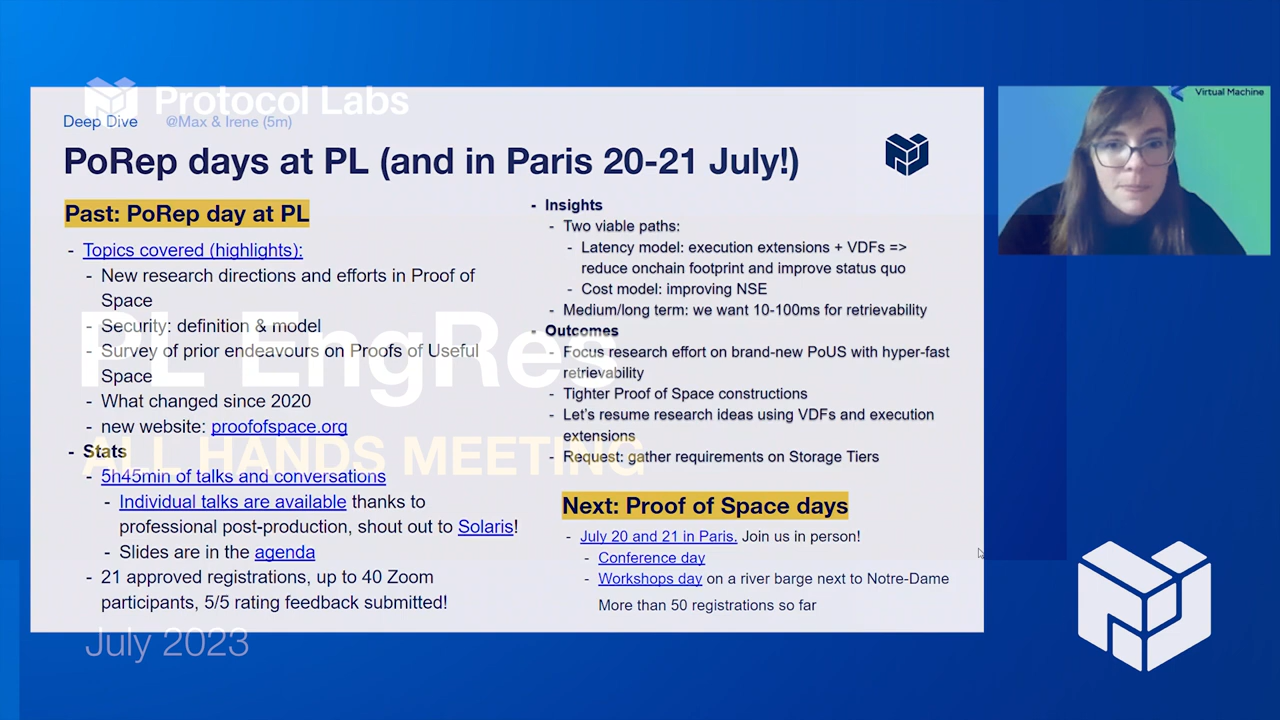 Protocol Labs
Deep Dive @Max & Irene (5m)
PoRep days at PL (and in Paris 20-21 July!)
Past: PoRep day at PL
- Topics covered (highlights):
- New research directions and efforts in Proof of
Space
- Security: definition & model
- Survey of prior endeavours on Proofs of Useful
Space
- What changed since 2020
- new website: proofofspace.org
- Stats
- 5h45min of talks and conversations
- Individual talks are available thanks to
professional post-production, shout out to Solaris!
- Slides are in the agenda
- 21 approved registrations, up to 40 Zoom
participants, 5/5 rating feedback submitted!
- Insights
- Two viable paths:
- Latency model: execution extensions + VDFs =>
reduce onchain footprint and improve status quo
- Cost model: improving NSE
- Medium/long term: we want 10-100ms for retrievability
- Outcomes
- Focus research effort on brand-new PoUS with hyper-fast
retrievability
- Tighter Proof of Space constructions
- Let's resume research ideas using VDFs and execution
extensions
- Request: gather requirements on Storage Tiers
Next: Proof of Space days
- July 20 and 21 in Paris. Join us in person!
- Conference day
- Workshops day on a river barge next to Notre-Dame
More than 50 registrations so far
PL EngRes
ALL HANDS MEETING
July 2023
Virtual Machine